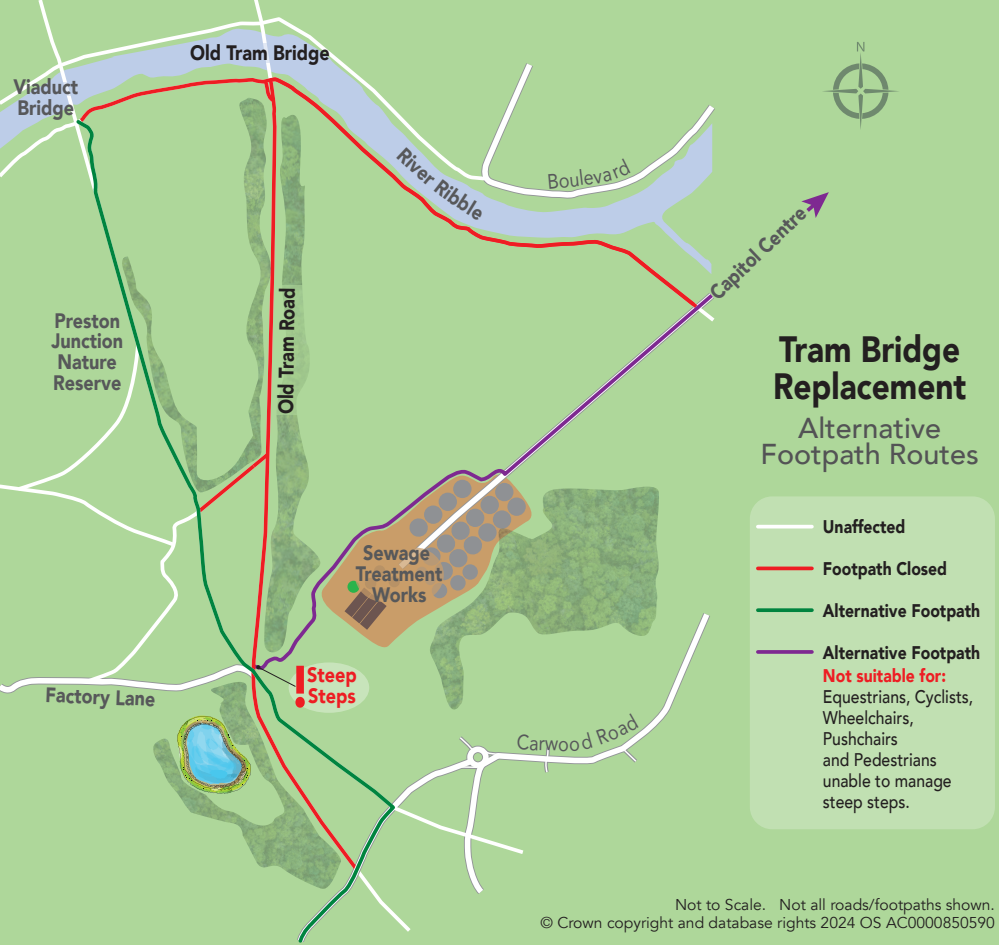 N
Old Tram Bridge
Viaduct
Bridge
River Ribble
Boulevard
Capitol Centre
Old Tram Road
Preston
Junction
Nature
Reserve
Sewage
Treatment
Works
Steep
Steps
Factory Lane
Carwood Road
Tram Bridge
Replacement
Alternative
Footpath Routes
Unaffected
Footpath Closed
Alternative Footpath
Alternative Footpath
Not suitable for:
Equestrians, Cyclists,
Wheelchairs,
Pushchairs
and Pedestrians
unable to manage
steep steps.
Not to Scale. Not all roads/footpaths shown.
© Crown copyright and database rights 2024 OS AC0000850590